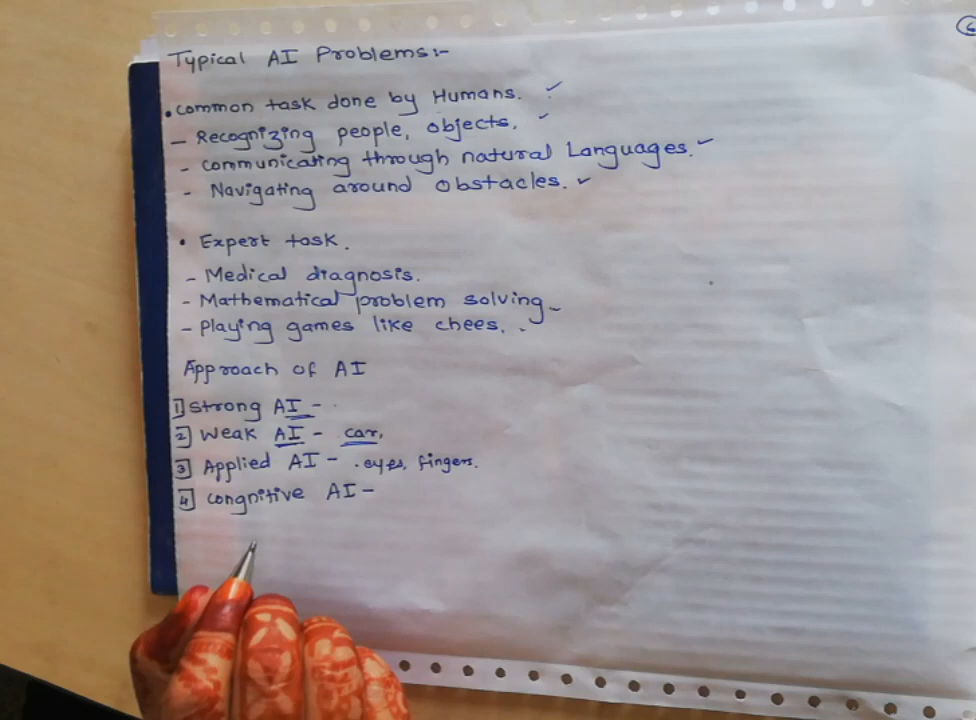 6
Typical AI Problems:-
• common task done by Humans. ✓
- Recognizing people, objects. ✓
- communicating through natural Languages. ✓
- Navigating around obstacles. ✓
• Expert task.
- Medical diagnosis.
- Mathematical problem solving -
- Playing games like chees. .
Approach of AI
1] strong AI - .
2] Weak AI - car,
3] Applied AI - . eyes, fingers.
4] congnitive AI -